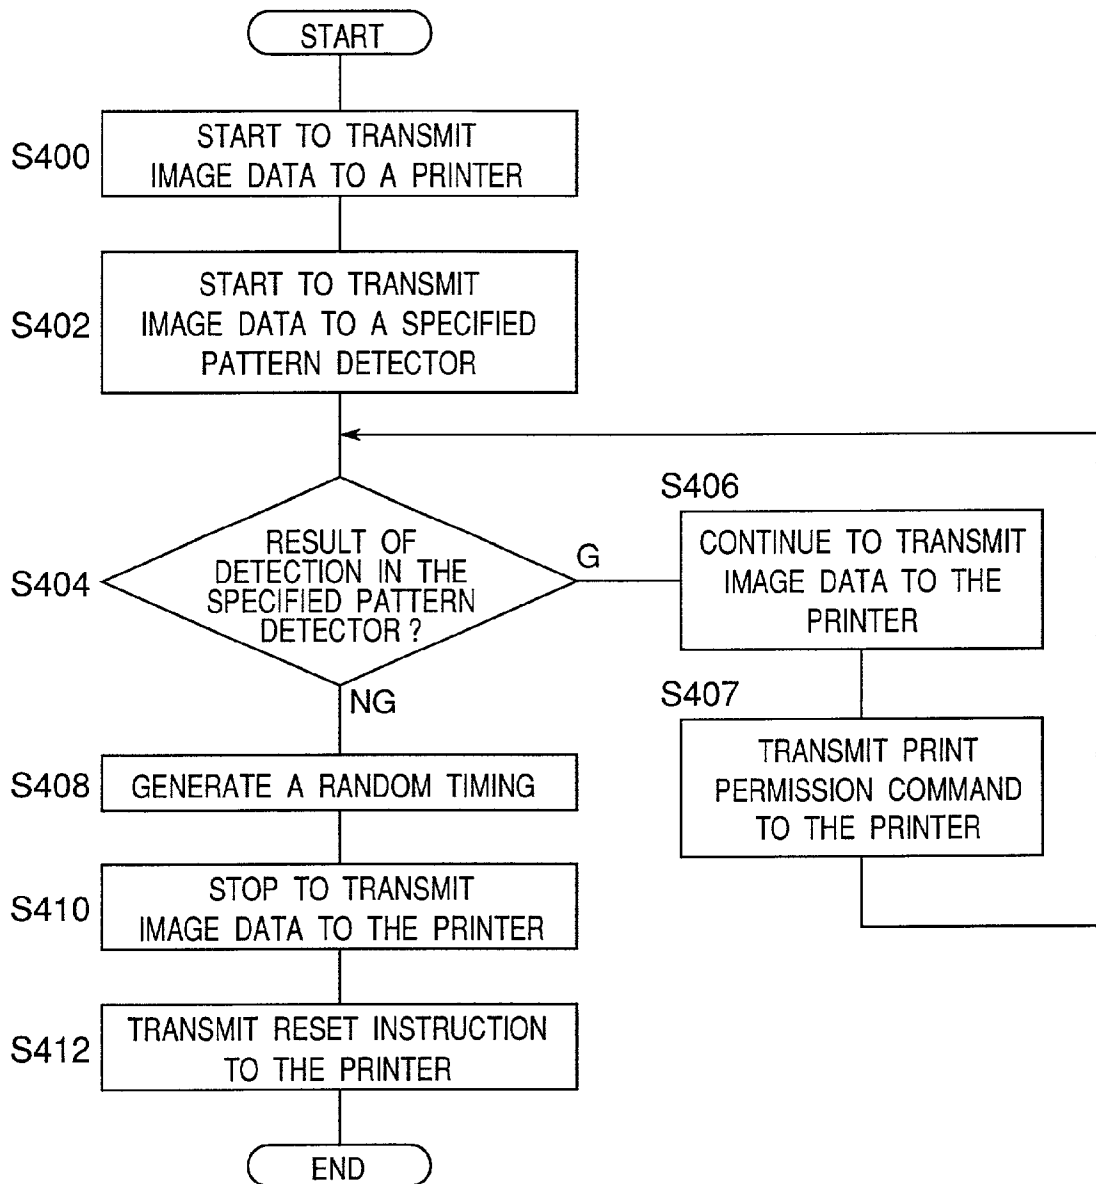 START
S400
START TO TRANSMIT
IMAGE DATA TO A PRINTER
S402
START TO TRANSMIT
IMAGE DATA TO A SPECIFIED
PATTERN DETECTOR
S404
RESULT OF
DETECTION IN THE
SPECIFIED PATTERN
DETECTOR ?
G
S406
CONTINUE TO TRANSMIT
IMAGE DATA TO THE
PRINTER
S407
TRANSMIT PRINT
PERMISSION COMMAND
TO THE PRINTER
NG
S408
GENERATE A RANDOM TIMING
S410
STOP TO TRANSMIT
IMAGE DATA TO THE PRINTER
S412
TRANSMIT RESET INSTRUCTION
TO THE PRINTER
END